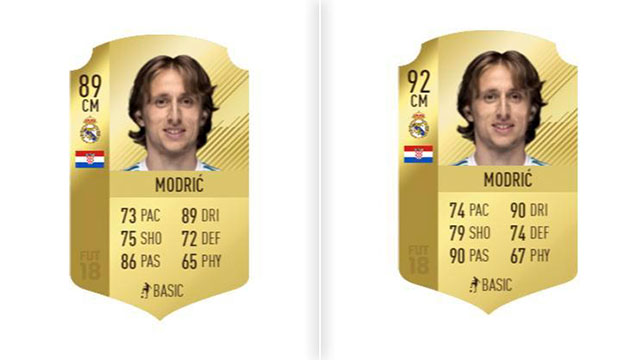 89
CM
MODRIĆ
73 PAC 89 DRI
75 SHO 72 DEF
86 PAS 65 PHY
FUT
18
BASIC
92
CM
MODRIĆ
74 PAC 90 DRI
79 SHO 74 DEF
90 PAS 67 PHY
FUT
18
BASIC